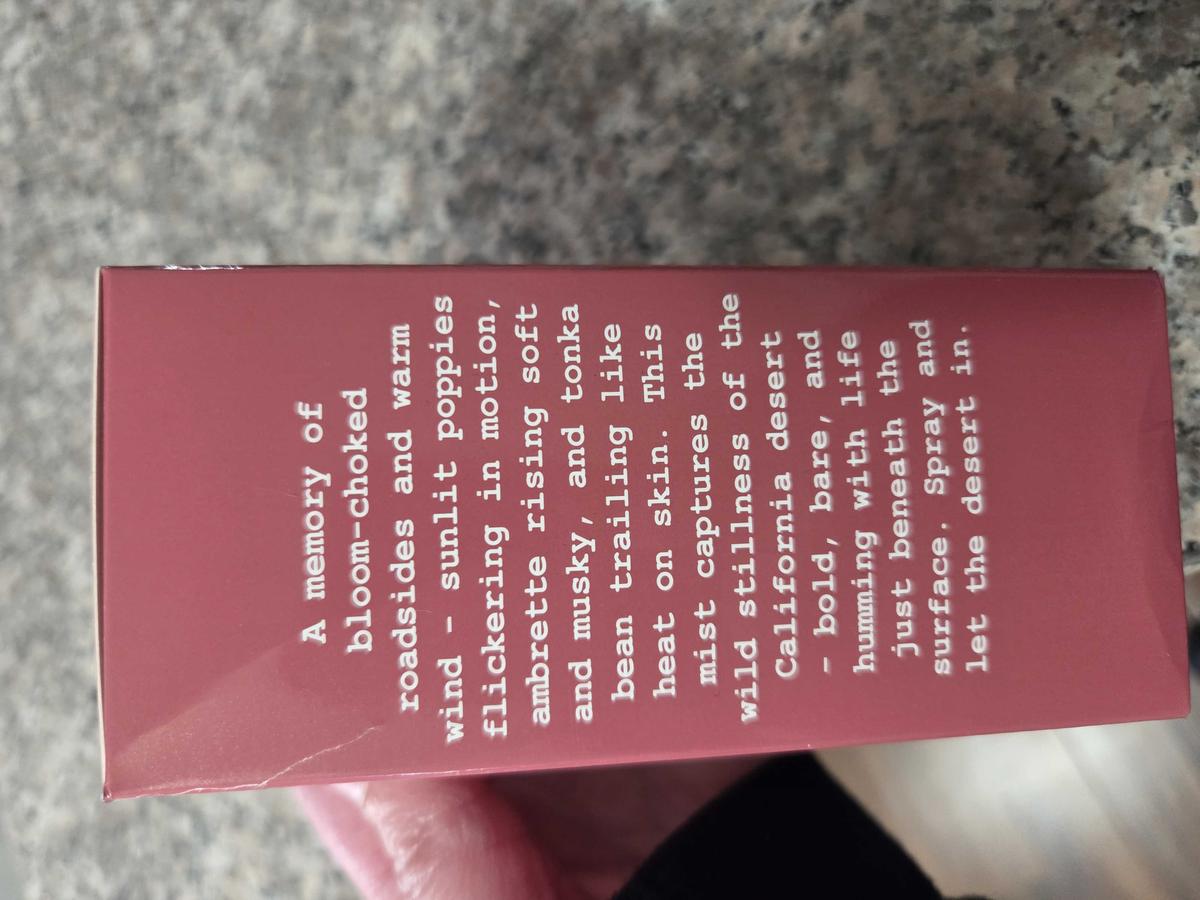 A memory of
bloom-choked
roadsides and warm
wind - sunlit poppies
flickering in motion,
ambrette rising soft
and musky, and tonka
bean trailing like
heat on skin. This
mist captures the
wild stillness of the
California desert
- bold, bare, and
humming with life
just beneath the
surface. Spray and
let the desert in.